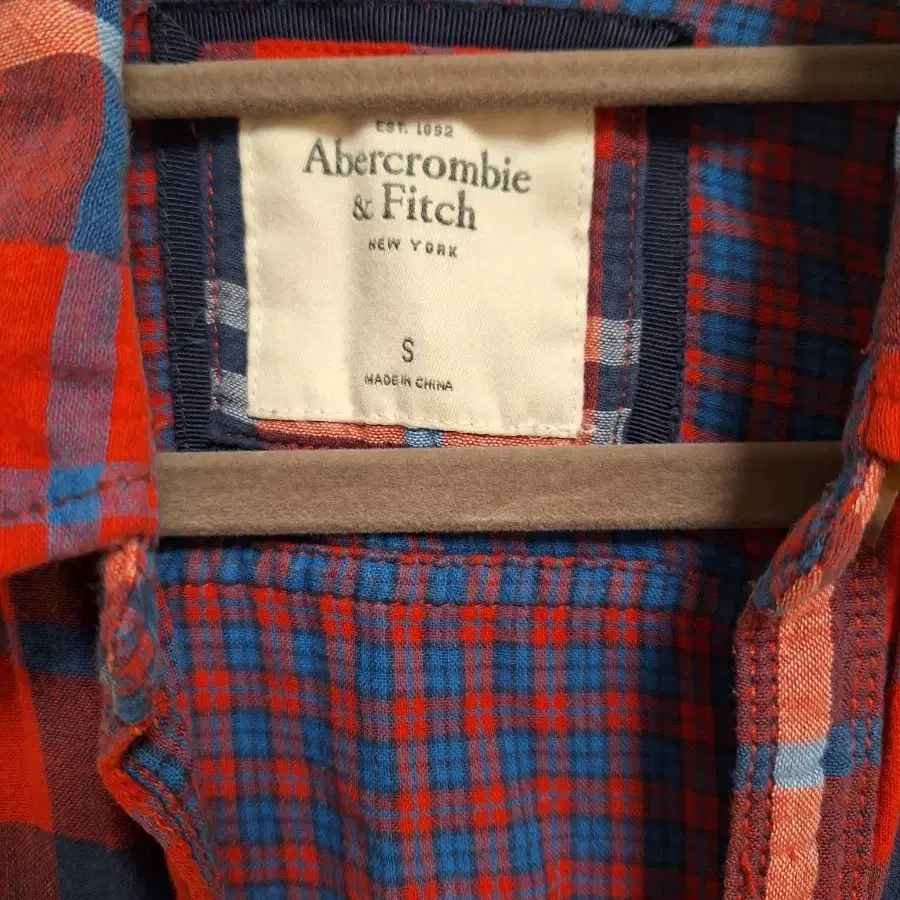 EST. 1892
Abercrombie
& Fitch
NEW YORK
S
MADE IN CHINA